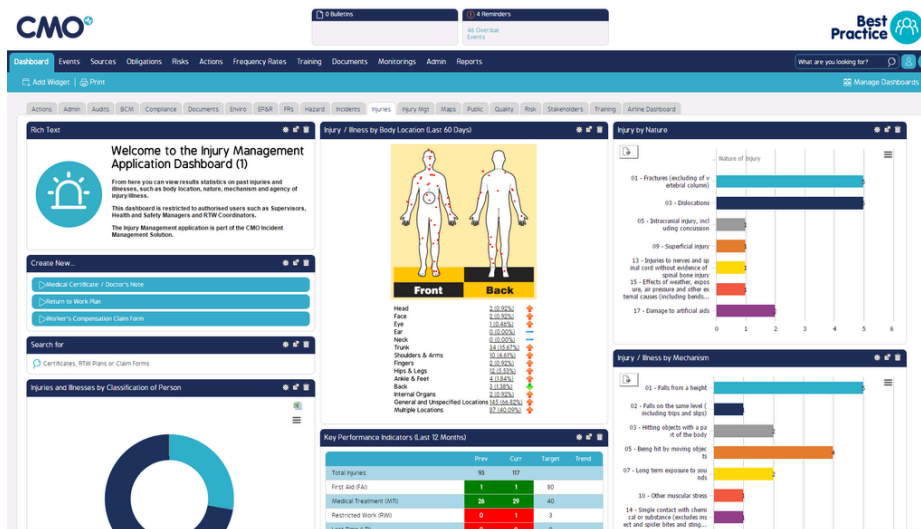 CMO
0 Bulletins
4 Reminders
46 Overdue
Events
Best
Practice
Dashboard Events Sources Obligations Risks Actions Frequency Rates Training Documents Monitorings Admin Reports
What are you looking for?
Add Widget Print
Manage Dashboards
Actions Admin Audits BCM Compliance Documents Enviro EP&R FRs Hazard Incidents Injuries Injury Mgt Maps Public Quality Risk Stakeholders Training Airline Dashboard
Rich Text
Welcome to the Injury Management
Application Dashboard (1)
From here you can view results statistics on past injuries and
illnesses, such as body location, nature, mechanism and agency of
injury/illness.
This dashboard is restricted to authorised users such as Supervisors,
Health and Safety Managers and RTW Coordinators.
The Injury Management application is part of the CMO Incident
Management Solution.
Create New...
Medical Certificate / Doctor's Note
Return to Work Plan
Worker's Compensation Claim Form
Search for
Certificates, RTW Plans or Claim Forms
Injuries and Illnesses by Classification of Person
Injury / Illness by Body Location (Last 60 Days)
Front Back
Head 2 (0.92%)
Face 2 (0.92%)
Eye 1 (0.46%)
Ear 0 (0.00%)
Neck 0 (0.00%)
Trunk 34 (15.67%)
Shoulders & Arms 10 (4.61%)
Fingers 2 (0.92%)
Hips & Legs 12 (5.53%)
Ankle & Feet 4 (1.84%)
Back 3 (1.38%)
Internal Organs 2 (0.92%)
General and Unspecified Locations 145 (66.82%)
Multiple Locations 87 (40.09%)
Key Performance Indicators (Last 12 Months)
Prev Curr Target Trend
Total Injuries 93 117
First Aid (FAI) 1 1 80
Medical Treatment (MTI) 26 29 40
Restricted Work (RWI) 0 1 3
Injury by Nature
Nature of Injury
01 - Fractures (excluding of v
ertebral column) 5
03 - Dislocations 5
05 - Intracranial injury, incl
uding concussion 1
09 - Superficial injury 1
13 - Injuries to nerves and sp
inal cord without evidence of
spinal bone injury 1
15 - Effects of weather, expos
ure, air pressure and other ex
ternal causes (including bends... 1
17 - Damage to artificial aids 2
0 1 2 3 4 5 6
Injury / Illness by Mechanism
01 - Falls from a height 5
02 - Falls on the same level (
including trips and slips) 1
03 - Hitting objects with a pa
rt of the body 2
05 - Being hit by moving objec
ts 4
07 - Long term exposure to sou
nds 2
10 - Other muscular stress 1
14 - Single contact with chemi
cal or substance (excludes ins
ect and spider bites and sting... 1